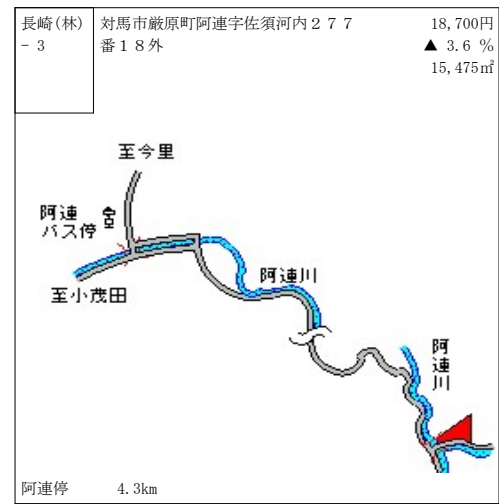 長崎(林)
- 3
対馬市厳原町阿連字佐須河内２７７
番１８外
18,700円
▲ 3.6 %
15,475㎡
至今里
阿連
バス停
至小茂田
阿連川
阿連川
阿連停 4.3km